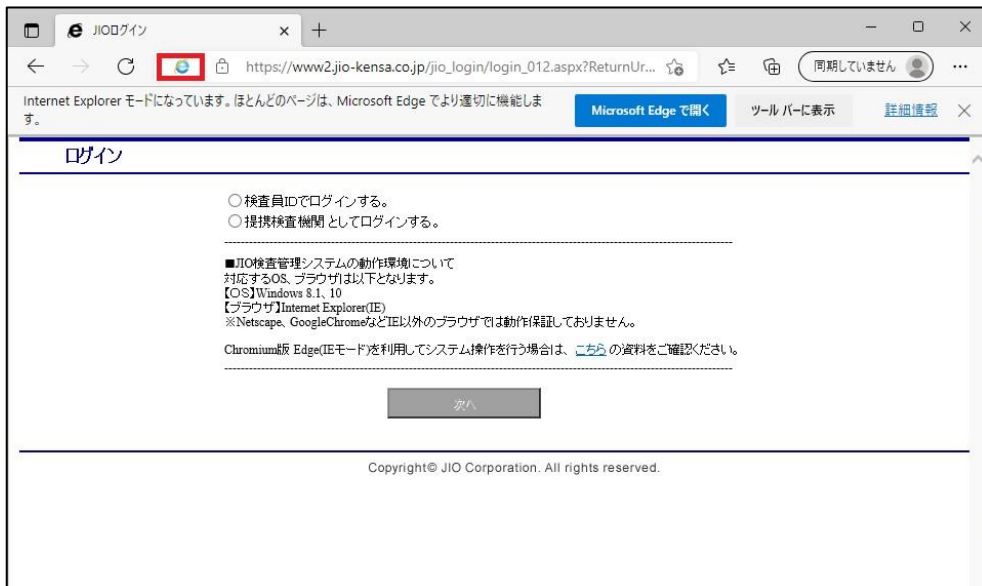 JIOログイン
https://www2.jio-kensa.co.jp/jio_login/login_012.aspx?ReturnUr...
同期していません
Internet Explorer モードになっています。ほとんどのページは、Microsoft Edge でより適切に機能しま
す。
Microsoft Edge で開く
ツール バーに表示
詳細情報
ログイン
検査員IDでログインする。
提携検査機関 としてログインする。
■JIO検査管理システムの動作環境について
対応するOS、ブラウザは以下となります。
【OS】Windows 8.1、10
【ブラウザ】Internet Explorer(IE)
※Netscape、GoogleChromeなどIE以外のブラウザでは動作保証しておりません。
Chromium版 Edge(IEモード)を利用してシステム操作を行う場合は、こちら の資料をご確認ください。
次へ
Copyright© JIO Corporation. All rights reserved.